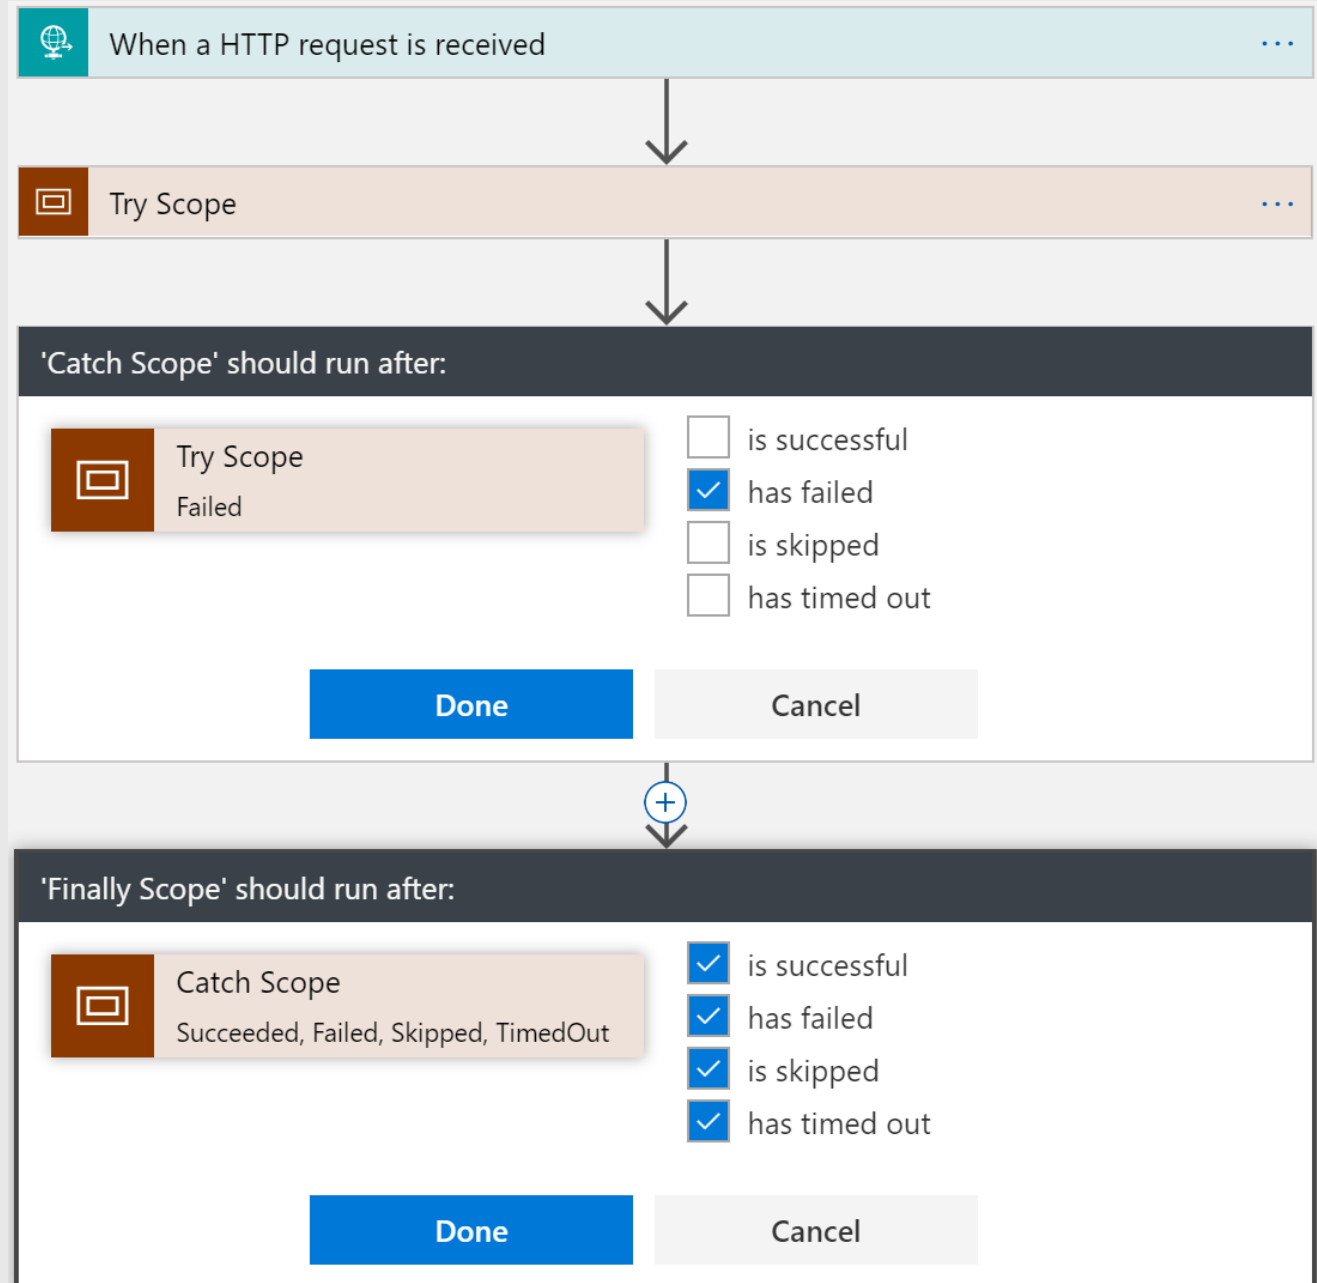 When a HTTP request is received
Try Scope
'Catch Scope' should run after:
Try Scope
Failed
is successful
has failed
is skipped
has timed out
Done
Cancel
'Finally Scope' should run after:
Catch Scope
Succeeded, Failed, Skipped, TimedOut
is successful
has failed
is skipped
has timed out
Done
Cancel